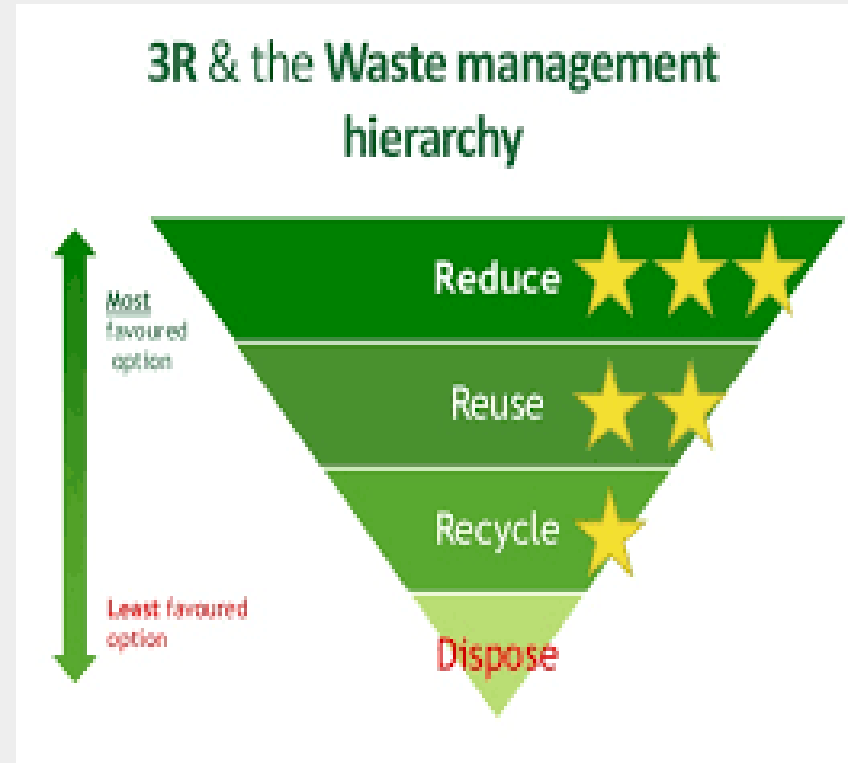 3R & the Waste management
hierarchy
Most
favoured
option
Reduce
Reuse
Recycle
Least favoured
option
Dispose